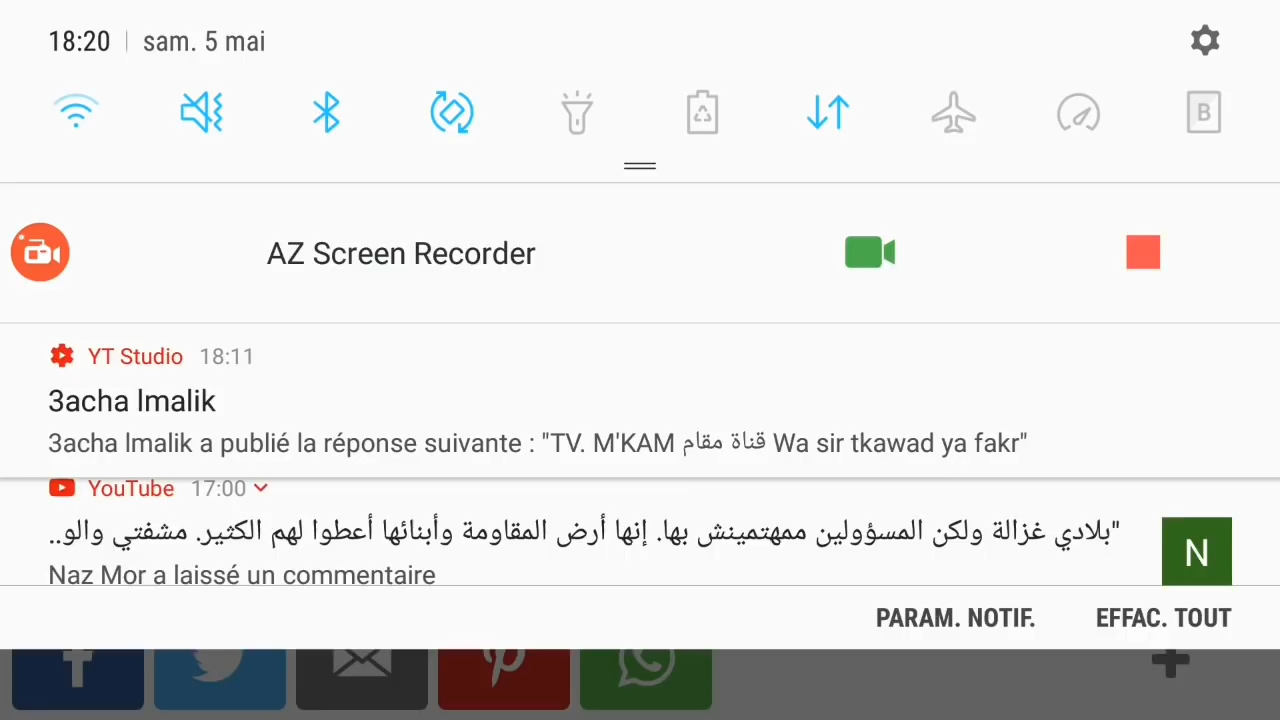 18:20 sam. 5 mai
B
AZ Screen Recorder
YT Studio 18:11
3acha lmalik
3acha lmalik a publié la réponse suivante : "TV. M'KAM قناة مقام Wa sir tkawad ya fakr"
YouTube 17:00
"بلادي غزالة ولكن المسؤولين ممهتمينش بها. إنها أرض المقاومة وأبنائها أعطوا لهم الكثير. مشفتي والو..
N
Naz Mor a laissé un commentaire
PARAM. NOTIF. EFFAC. TOUT